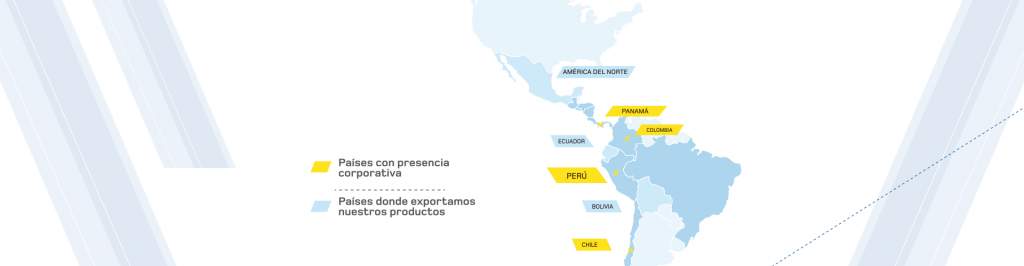 AMÉRICA DEL NORTE
PANAMÁ
COLOMBIA
ECUADOR
Países con presencia
corporativa
PERÚ
Países donde exportamos
nuestros productos
BOLIVIA
CHILE